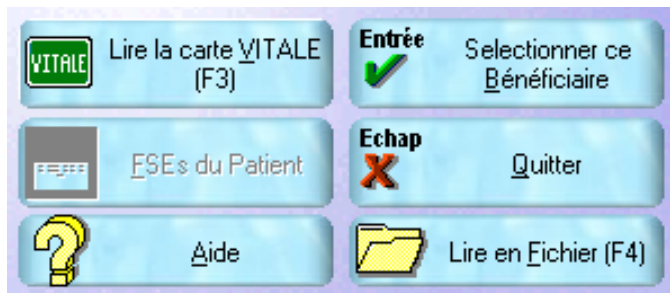 VITALE
Lire la carte VITALE
(F3)
Entrée
Selectionner ce
Bénéficiaire
FSEs du Patient
Echap
Quitter
Aide
Lire en Fichier (F4)